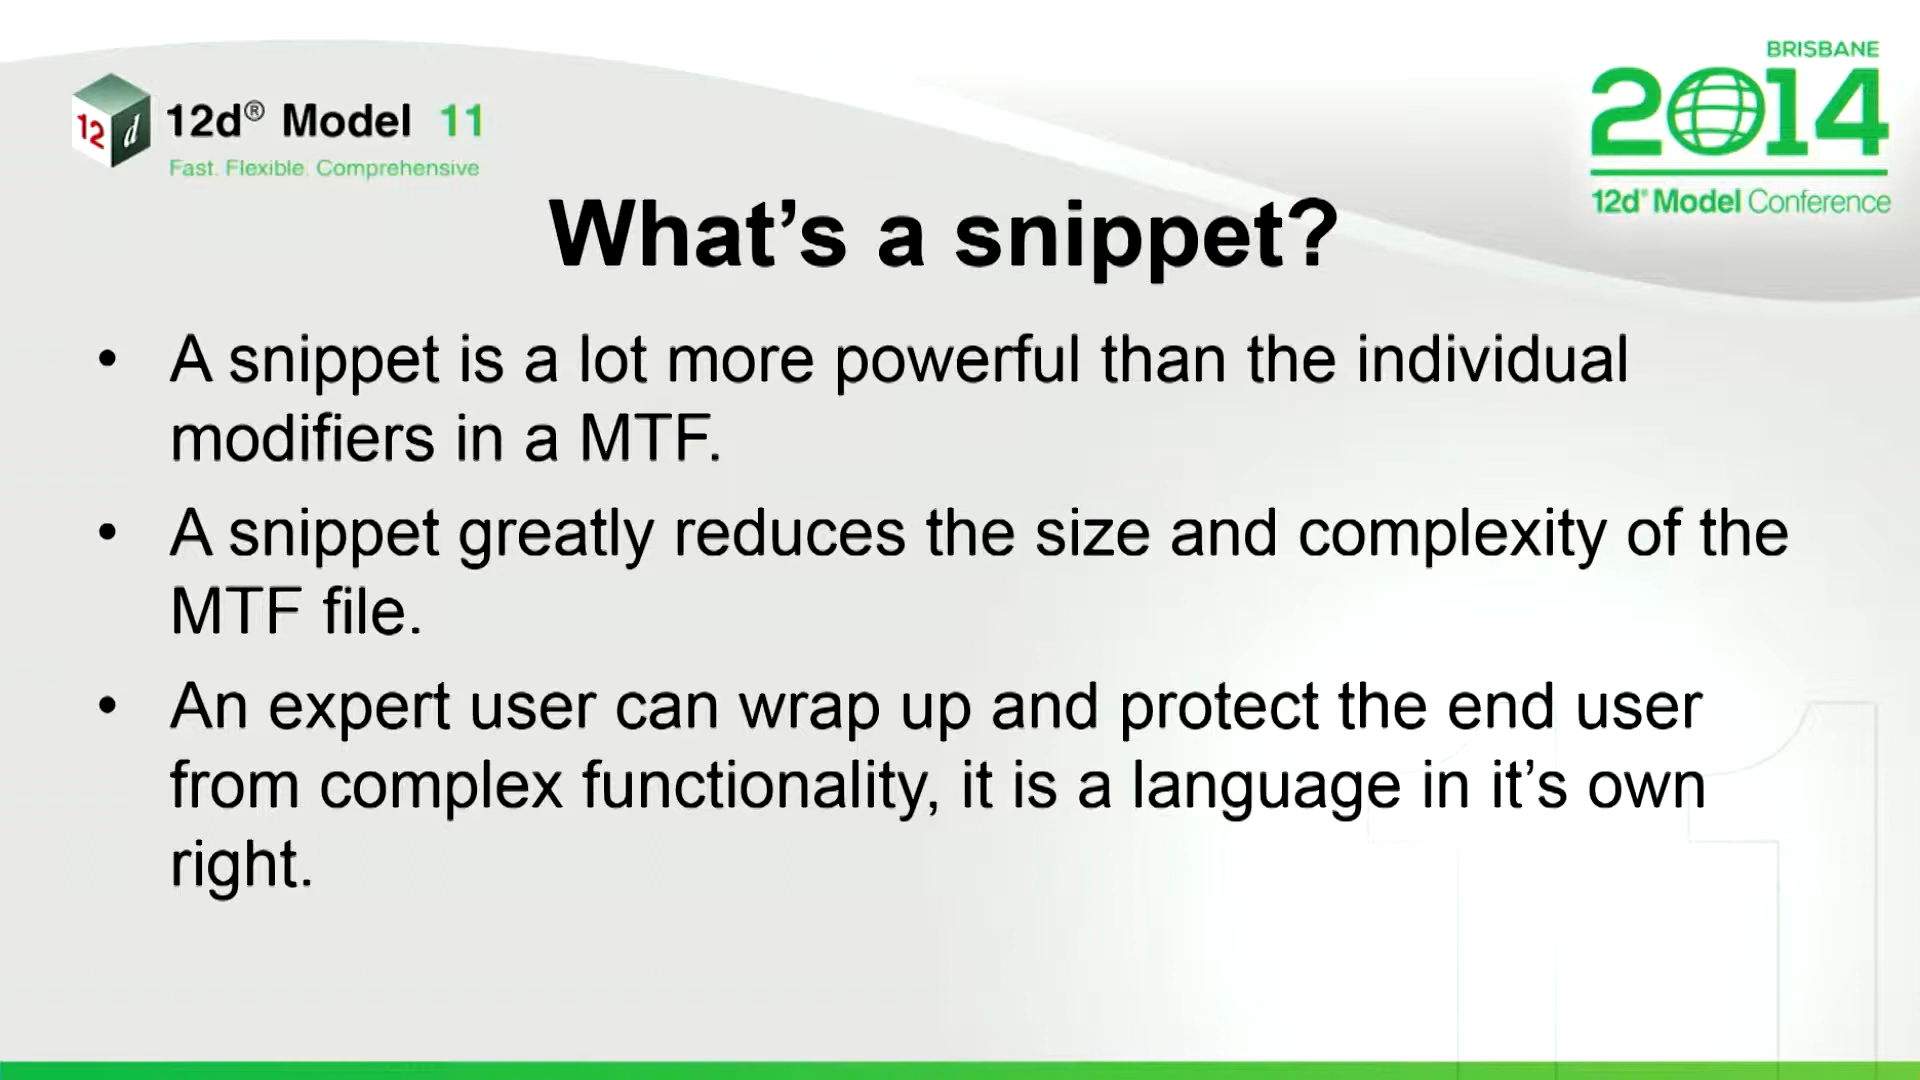 BRISBANE
2014
12d® Model Conference
12d
12d® Model 11
Fast. Flexible. Comprehensive
What’s a snippet?
• A snippet is a lot more powerful than the individual
modifiers in a MTF.
• A snippet greatly reduces the size and complexity of the
MTF file.
• An expert user can wrap up and protect the end user
from complex functionality, it is a language in it’s own
right.
11